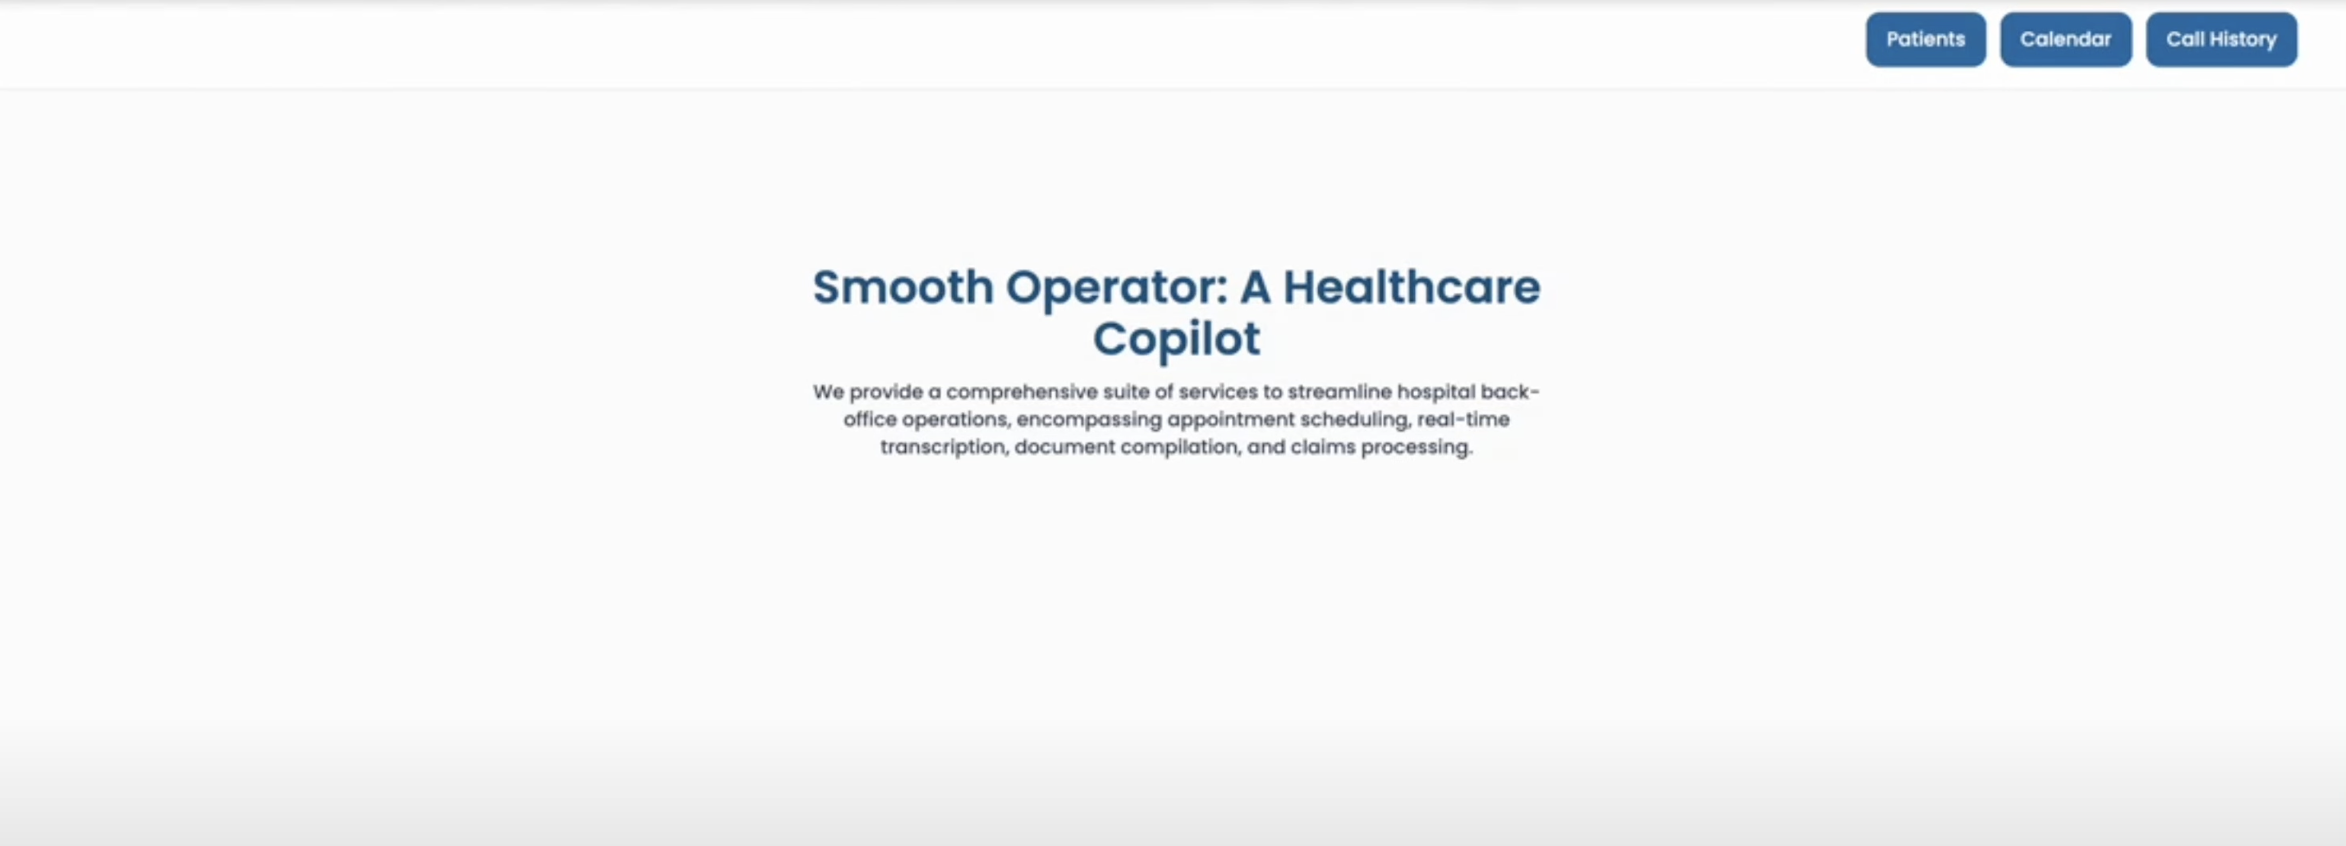 Patients Calendar Call History
Smooth Operator: A Healthcare
Copilot
We provide a comprehensive suite of services to streamline hospital back-
office operations, encompassing appointment scheduling, real-time
transcription, document compilation, and claims processing.